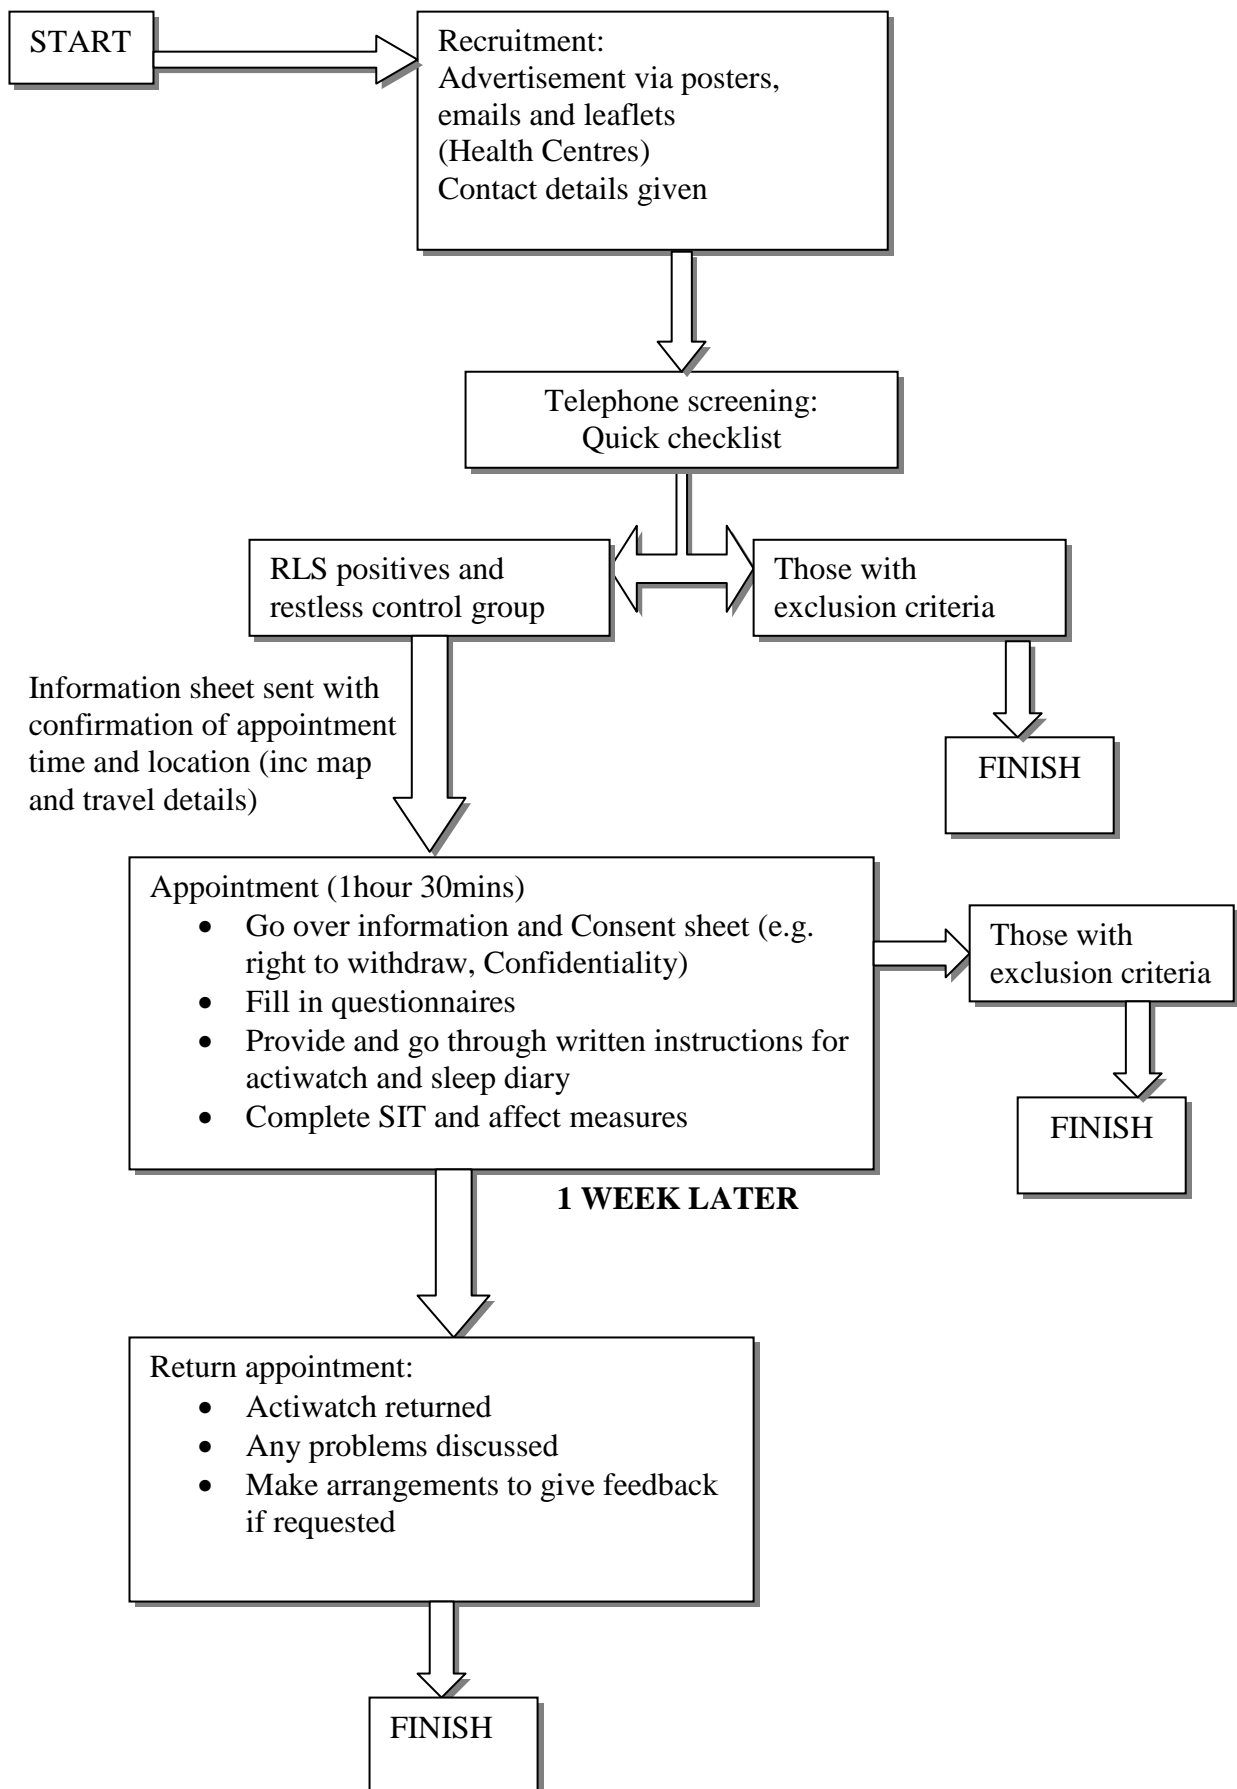 START
Recruitment:
Advertisement via posters,
emails and leaflets
(Health Centres)
Contact details given
Telephone screening:
Quick checklist
RLS positives and
restless control group
Those with
exclusion criteria
Information sheet sent with
confirmation of appointment
time and location (inc map
and travel details)
FINISH
Appointment (1hour 30mins)
• Go over information and Consent sheet (e.g.
right to withdraw, Confidentiality)
• Fill in questionnaires
• Provide and go through written instructions for
actiwatch and sleep diary
• Complete SIT and affect measures
Those with
exclusion criteria
FINISH
1 WEEK LATER
Return appointment:
• Actiwatch returned
• Any problems discussed
• Make arrangements to give feedback
if requested
FINISH